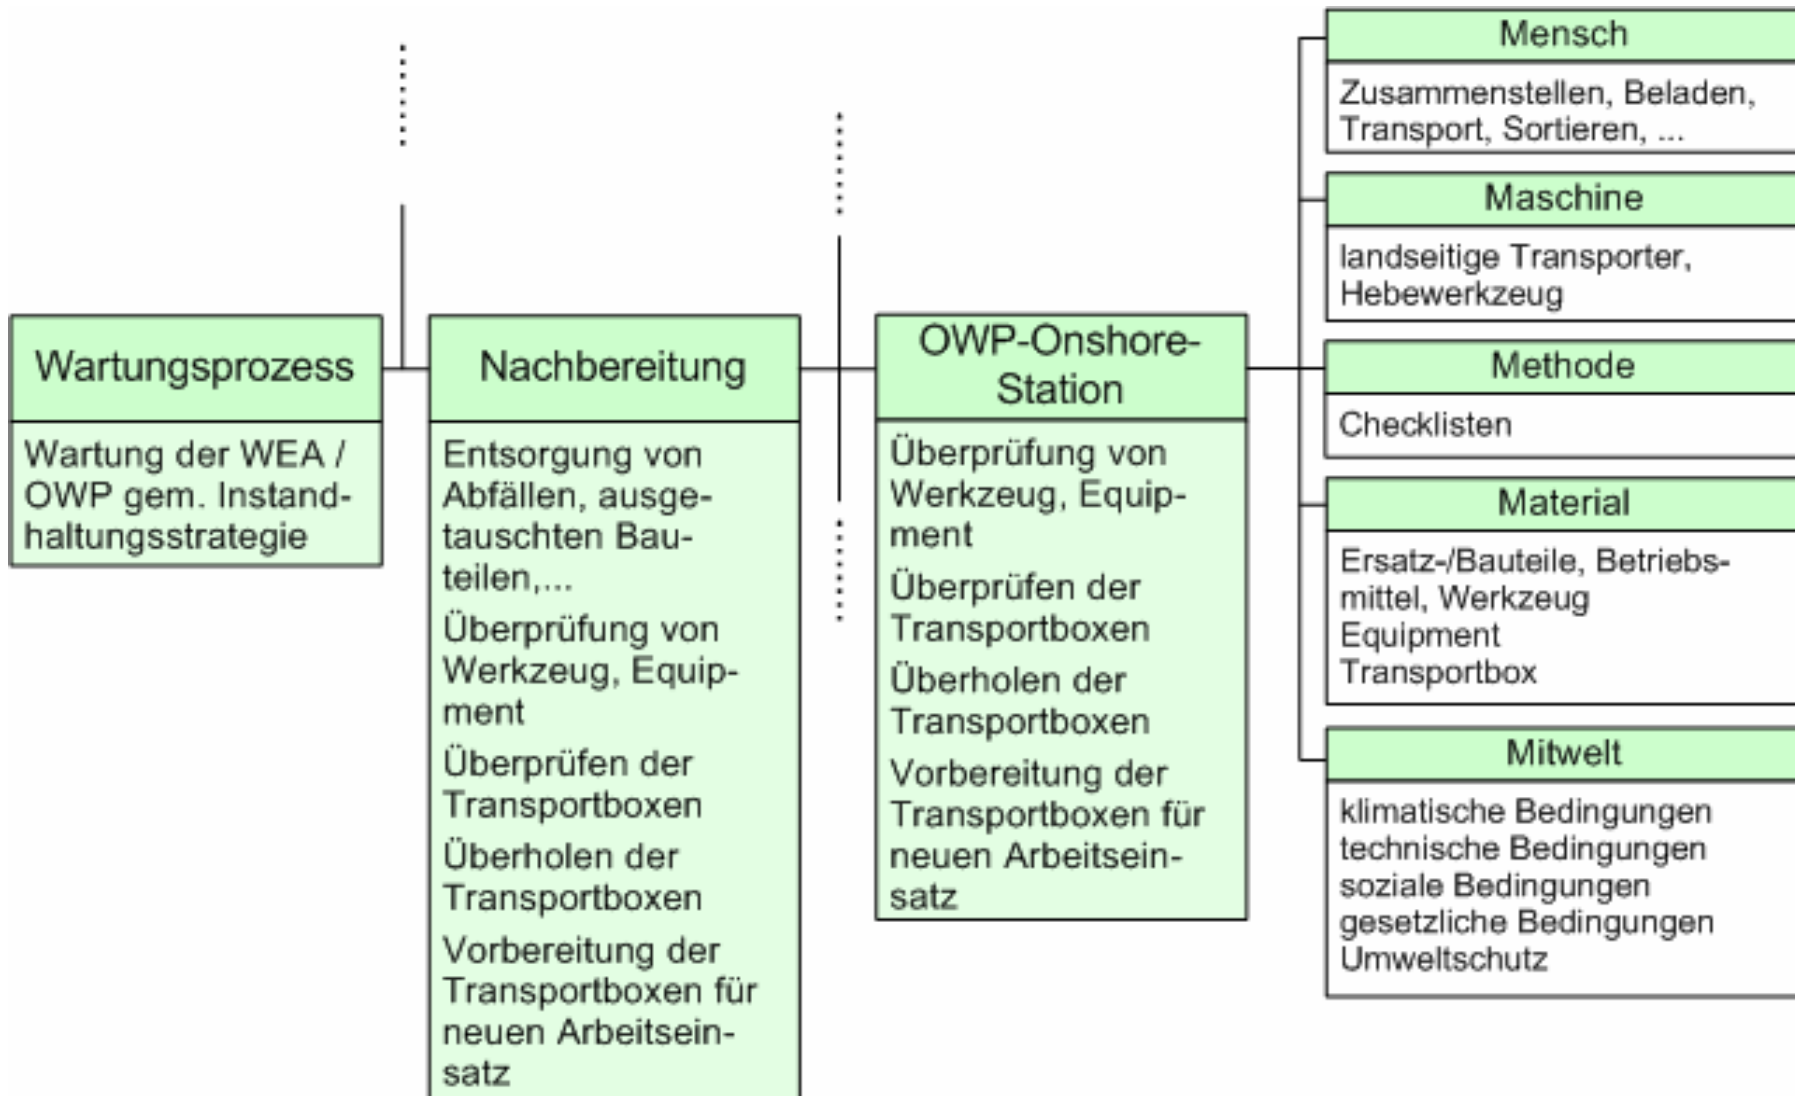 Wartungsprozess
Wartung der WEA /
OWP gem. Instand-
haltungsstrategie
Nachbereitung
Entsorgung von
Abfällen, ausge-
tauschten Bau-
teilen,...
Überprüfung von
Werkzeug, Equip-
ment
Überprüfen der
Transportboxen
Überholen der
Transportboxen
Vorbereitung der
Transportboxen für
neuen Arbeitsein-
satz
OWP-Onshore-
Station
Überprüfung von
Werkzeug, Equip-
ment
Überprüfen der
Transportboxen
Überholen der
Transportboxen
Vorbereitung der
Transportboxen für
neuen Arbeitsein-
satz
Mensch
Zusammenstellen, Beladen,
Transport, Sortieren, ...
Maschine
landseitige Transporter,
Hebewerkzeug
Methode
Checklisten
Material
Ersatz-/Bauteile, Betriebs-
mittel, Werkzeug
Equipment
Transportbox
Mitwelt
klimatische Bedingungen
technische Bedingungen
soziale Bedingungen
gesetzliche Bedingungen
Umweltschutz